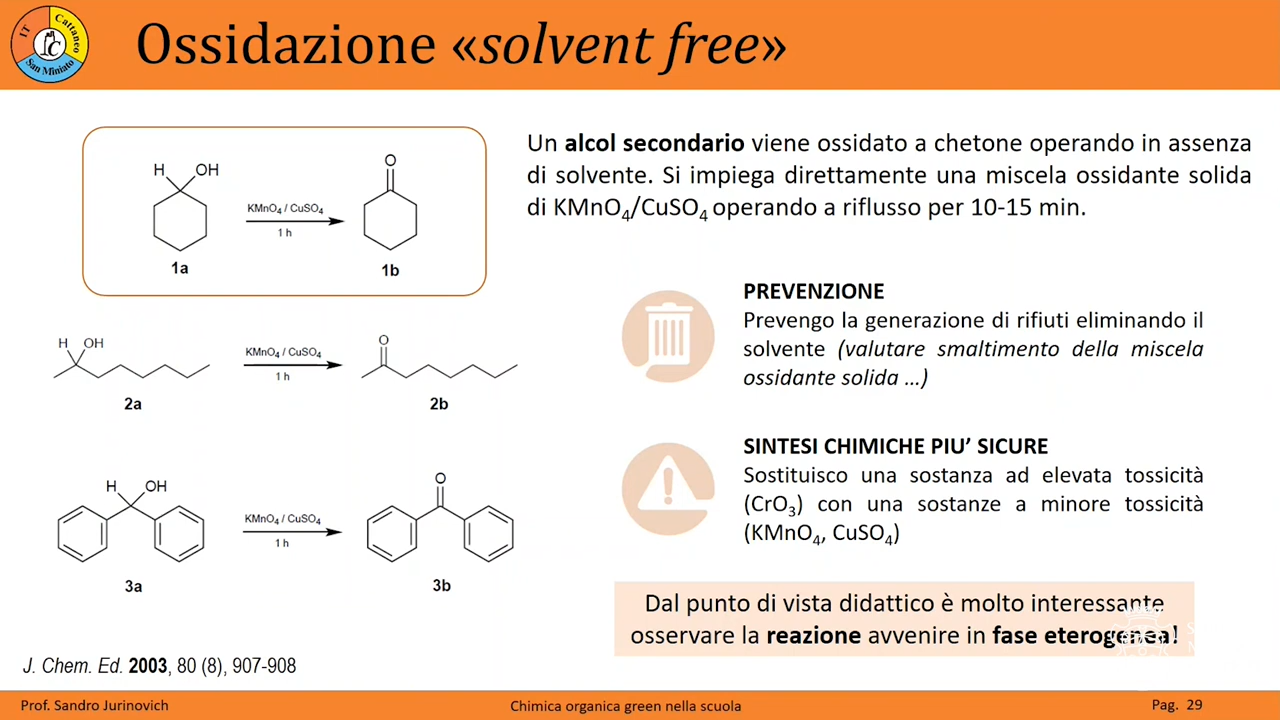 IT Cattaneo
San Miniato
Ossidazione «solvent free»
H OH
KMnO4 / CuSO4
1 h
O
1a
1b
Un alcol secondario viene ossidato a chetone operando in assenza
di solvente. Si impiega direttamente una miscela ossidante solida
di KMnO4/CuSO4 operando a riflusso per 10-15 min.
H OH
KMnO4 / CuSO4
1 h
O
2a
2b
H OH
KMnO4 / CuSO4
1 h
O
3a
3b
PREVENZIONE
Prevengo la generazione di rifiuti eliminando il
solvente (valutare smaltimento della miscela
ossidante solida …)
SINTESI CHIMICHE PIU’ SICURE
Sostituisco una sostanza ad elevata tossicità
(CrO3) con una sostanze a minore tossicità
(KMnO4, CuSO4)
Dal punto di vista didattico è molto interessante
osservare la reazione avvenire in fase eterogenea!
J. Chem. Ed. 2003, 80 (8), 907-908
Prof. Sandro Jurinovich
Chimica organica green nella scuola
Pag. 29